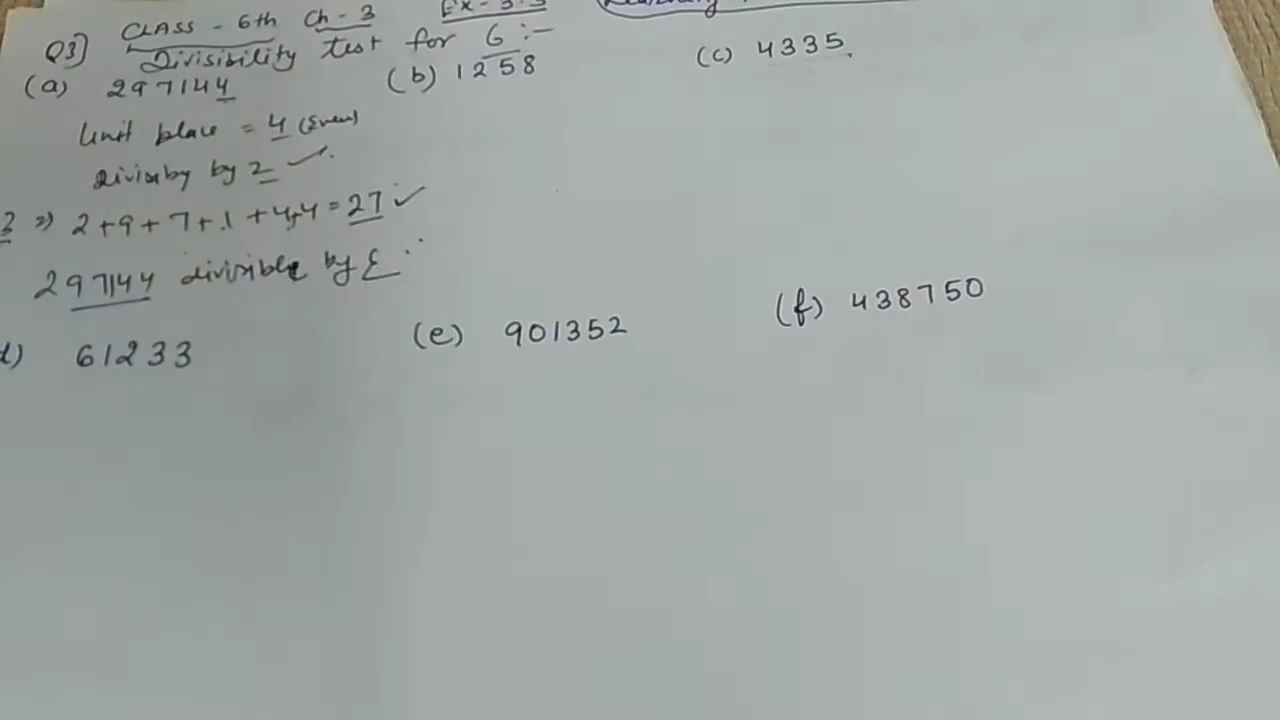 CLASS - 6th Ch - 3 Ex - 3.3
Q3] Divisibility test for 6 :-
(a) 297144 (b) 1258 (c) 4335.
Unit place = 4 (Even)
divisby by 2 ✓
3 => 2+9+7+1+4+4 = 27 ✓
297144 divisible by 6
61233 (e) 901352 (f) 438750